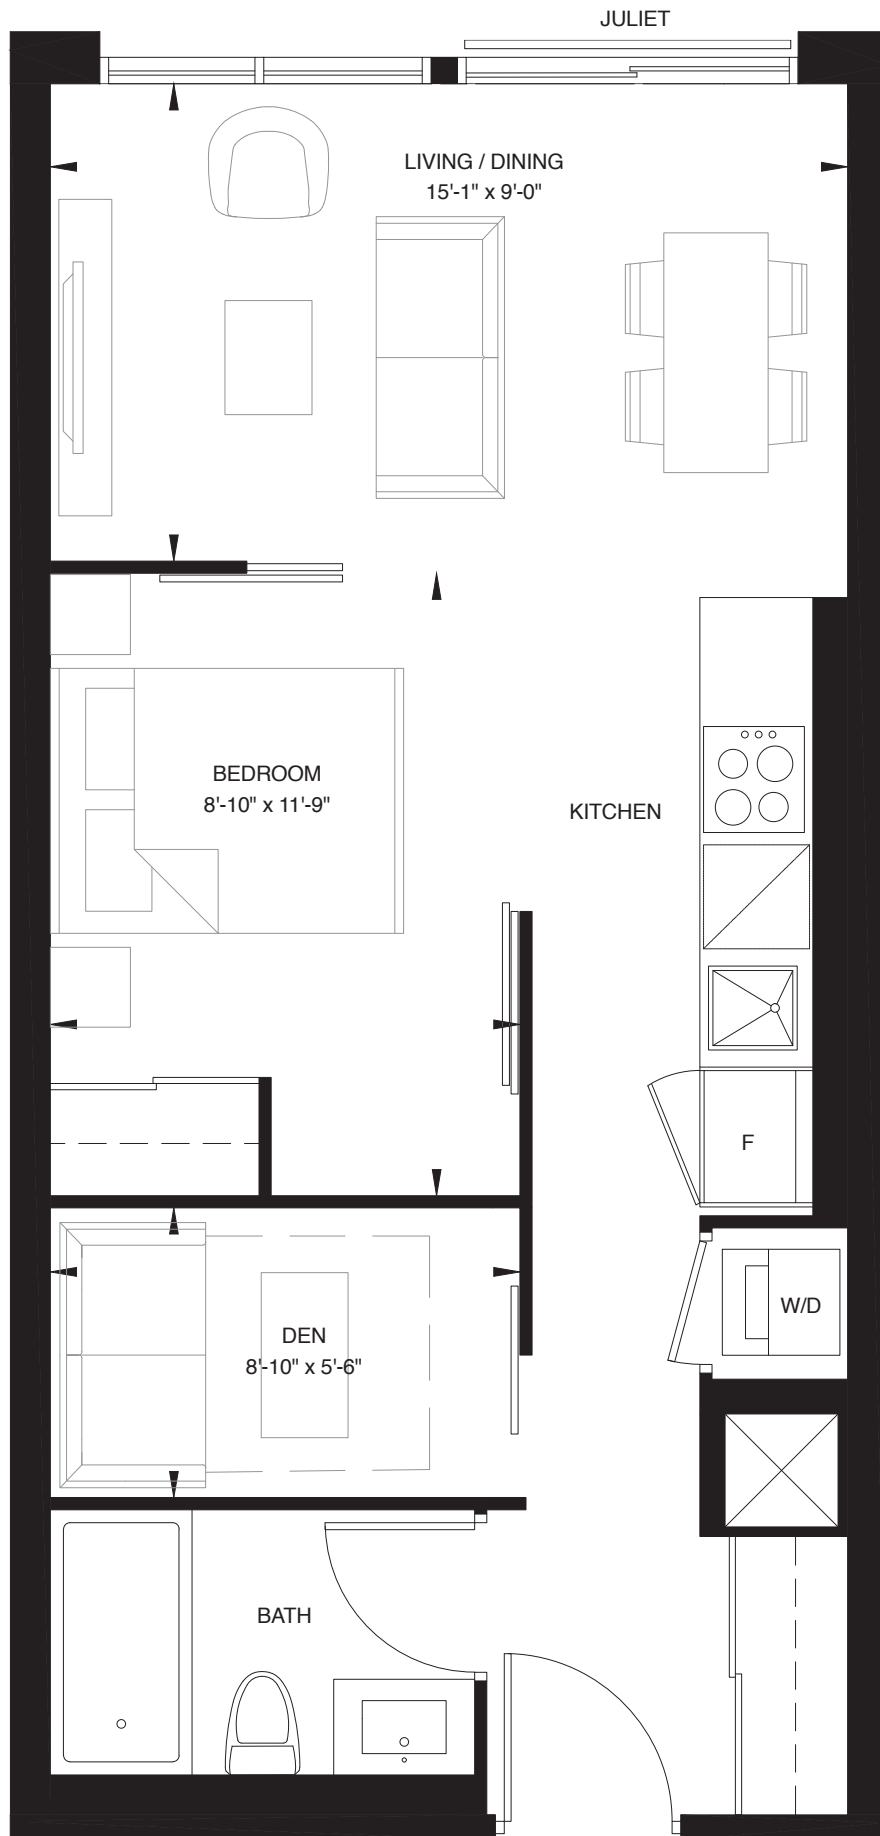 JULIET
LIVING / DINING
15'-1" x 9'-0"
BEDROOM
8'-10" x 11'-9"
KITCHEN
F
W/D
DEN
8'-10" x 5'-6"
BATH